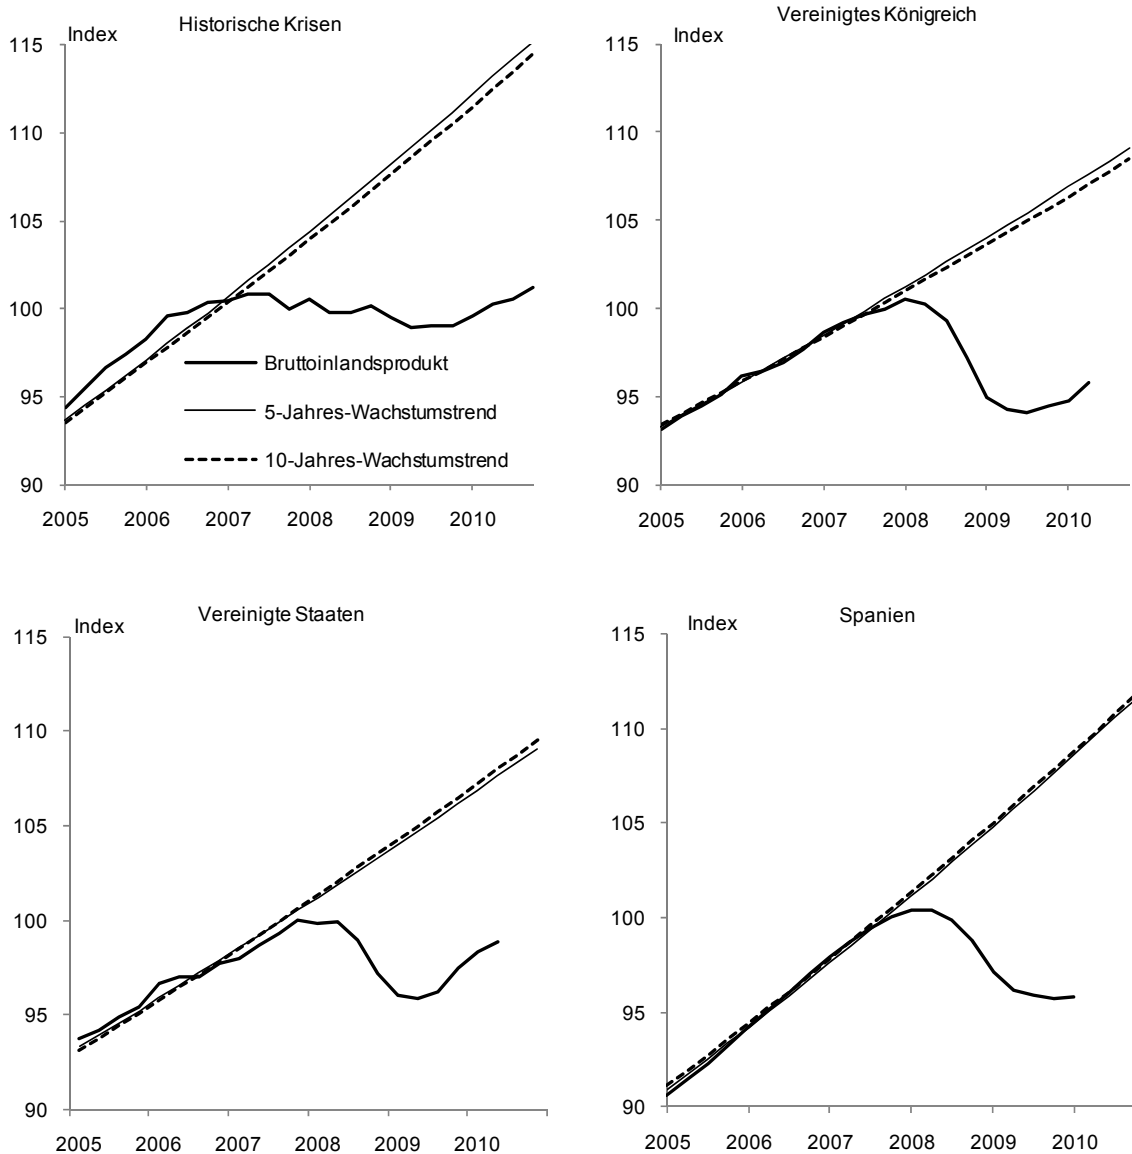 Historische Krisen
Index
115
110
105
100
95
90
Bruttoinlandsprodukt
5-Jahres-Wachstumstrend
10-Jahres-Wachstumstrend
2005 2006 2007 2008 2009 2010
Vereinigtes Königreich
Index
115
110
105
100
95
90
2005 2006 2007 2008 2009 2010
Vereinigte Staaten
Index
115
110
105
100
95
90
2005 2006 2007 2008 2009 2010
Spanien
Index
115
110
105
100
95
90
2005 2006 2007 2008 2009 2010